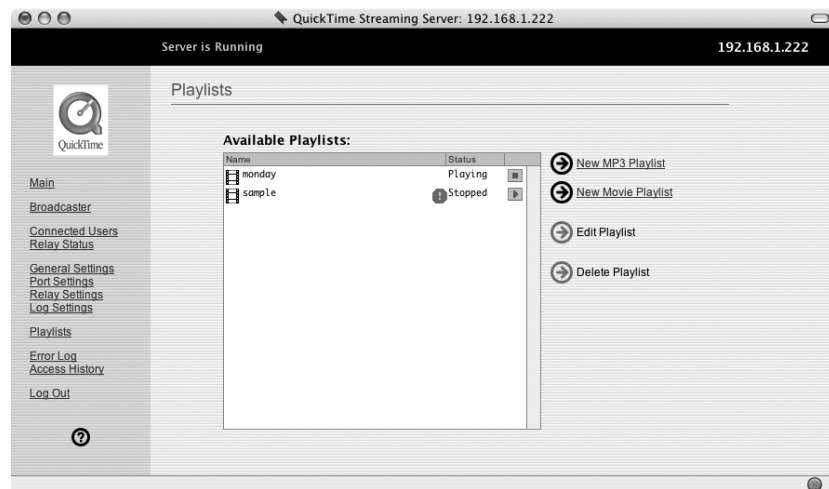 QuickTime Streaming Server: 192.168.1.222
Server is Running
192.168.1.222
QuickTime
Main
Broadcaster
Connected Users
Relay Status
General Settings
Port Settings
Relay Settings
Log Settings
Playlists
Error Log
Access History
Log Out
?
Playlists
Available Playlists:
Name Status
monday Playing
sample ! Stopped
New MP3 Playlist
New Movie Playlist
Edit Playlist
Delete Playlist